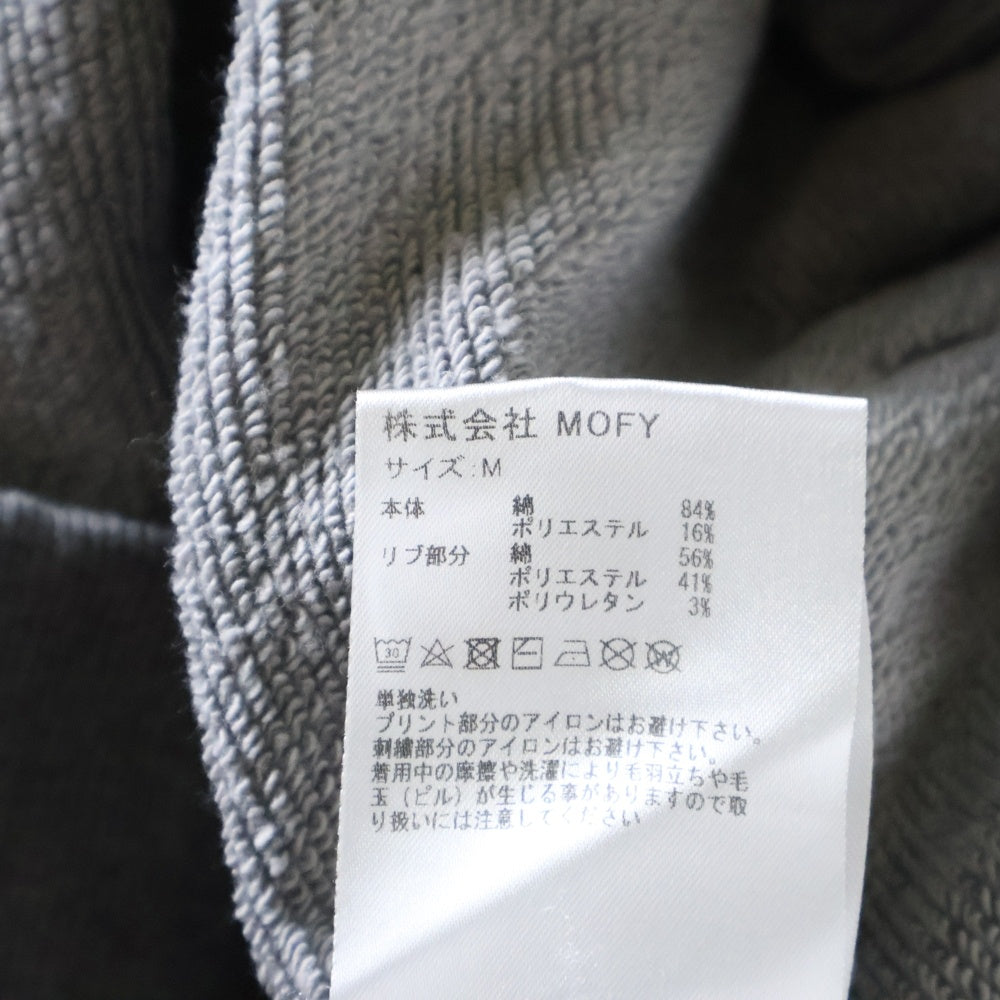 株式会社 MOFY
サイズ:M
本体 綿 84%
ポリエステル 16%
リブ部分 綿 56%
ポリエステル 41%
ポリウレタン 3%
30
単独洗い
プリント部分のアイロンはお避け下さい。
刺繍部分のアイロンはお避け下さい。
着用中の摩擦や洗濯により毛羽立ちや毛
玉(ピル)が生じる事がありますので取
り扱いには注意してください